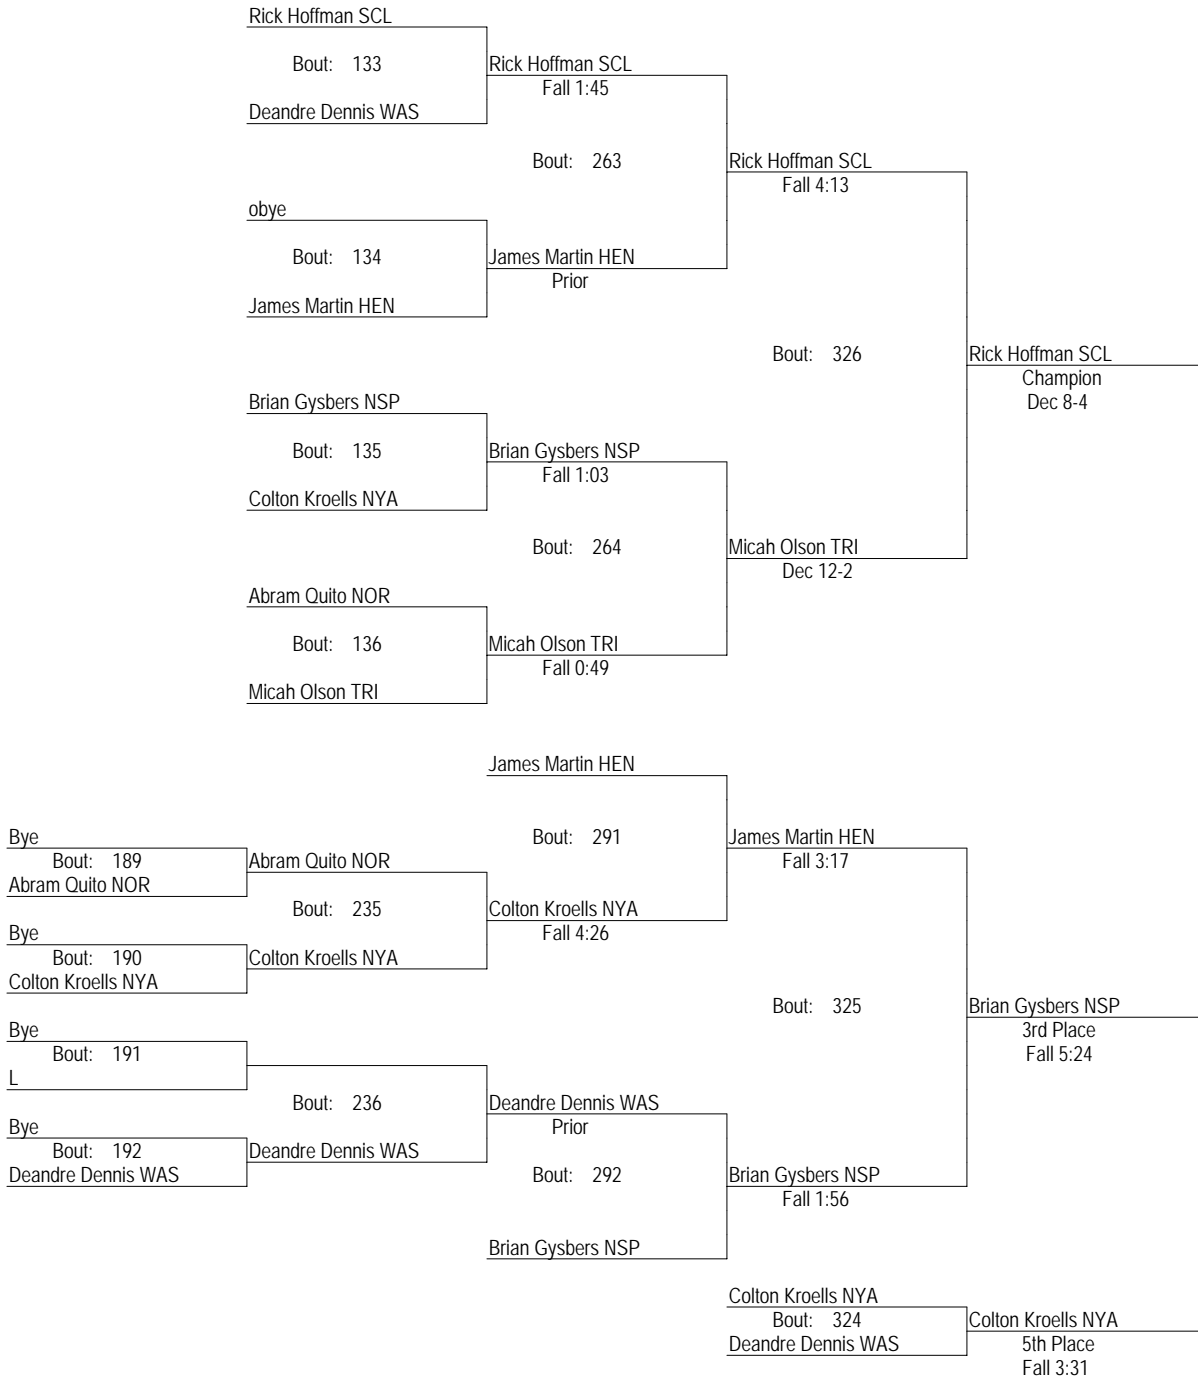 Rick Hoffman SCL
Bout: 133
Rick Hoffman SCL
Fall 1:45
Deandre Dennis WAS
Bout: 263
Rick Hoffman SCL
Fall 4:13
obye
Bout: 134
James Martin HEN
Prior
James Martin HEN
Bout: 326
Rick Hoffman SCL
Champion
Dec 8-4
Brian Gysbers NSP
Bout: 135
Brian Gysbers NSP
Fall 1:03
Colton Kroells NYA
Bout: 264
Micah Olson TRI
Dec 12-2
Abram Quito NOR
Bout: 136
Micah Olson TRI
Fall 0:49
Micah Olson TRI
James Martin HEN
Bye
Bout: 189
Abram Quito NOR
Abram Quito NOR
Bout: 291
James Martin HEN
Fall 3:17
Bout: 235
Colton Kroells NYA
Fall 4:26
Bye
Bout: 190
Colton Kroells NYA
Colton Kroells NYA
Bout: 325
Brian Gysbers NSP
3rd Place
Fall 5:24
Bye
Bout: 191
L
Bout: 236
Deandre Dennis WAS
Prior
Bye
Bout: 192
Deandre Dennis WAS
Deandre Dennis WAS
Bout: 292
Brian Gysbers NSP
Fall 1:56
Brian Gysbers NSP
Colton Kroells NYA
Bout: 324
Deandre Dennis WAS
Colton Kroells NYA
5th Place
Fall 3:31